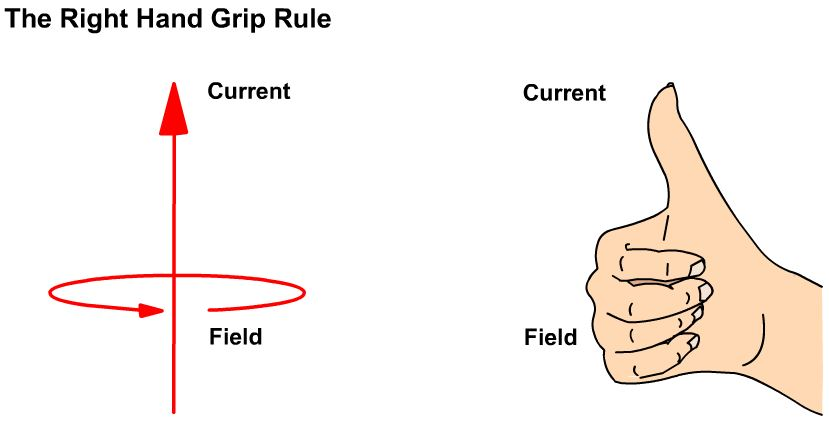 The Right Hand Grip Rule
Current
Current
Field
Field